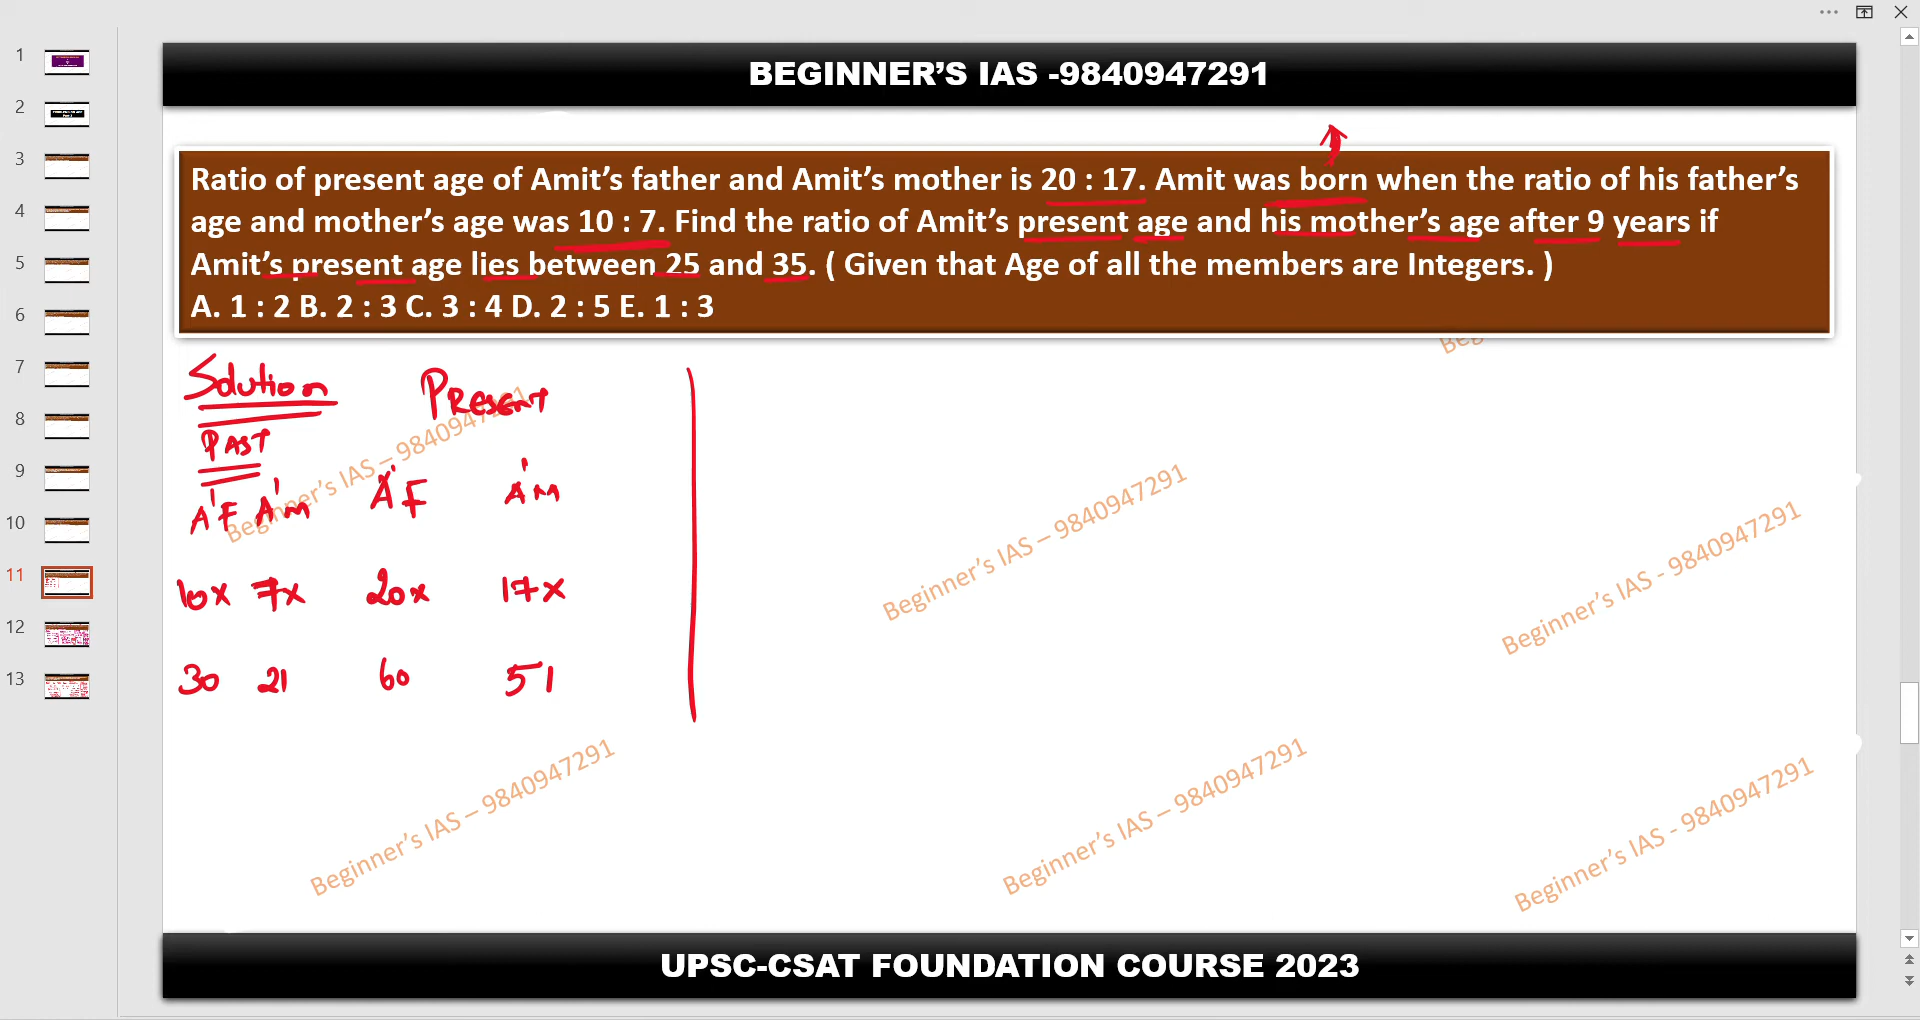 BEGINNER’S IAS -9840947291
Ratio of present age of Amit’s father and Amit’s mother is 20 : 17. Amit was born when the ratio of his father’s
age and mother’s age was 10 : 7. Find the ratio of Amit’s present age and his mother’s age after 9 years if
Amit’s present age lies between 25 and 35. ( Given that Age of all the members are Integers. )
A. 1 : 2 B. 2 : 3 C. 3 : 4 D. 2 : 5 E. 1 : 3
Solution PRESENT
PAST
A'F A'M A'F A'M
10x 7x 20x 17x
30 21 60 51
Beginner’s IAS – 9840947291
Beginner’s IAS – 9840947291
Beginner’s IAS - 9840947291
Beginner’s IAS – 9840947291
Beginner’s IAS – 9840947291
Beginner’s IAS - 9840947291
UPSC-CSAT FOUNDATION COURSE 2023
1
2
3
4
5
6
7
8
9
10
11
12
13